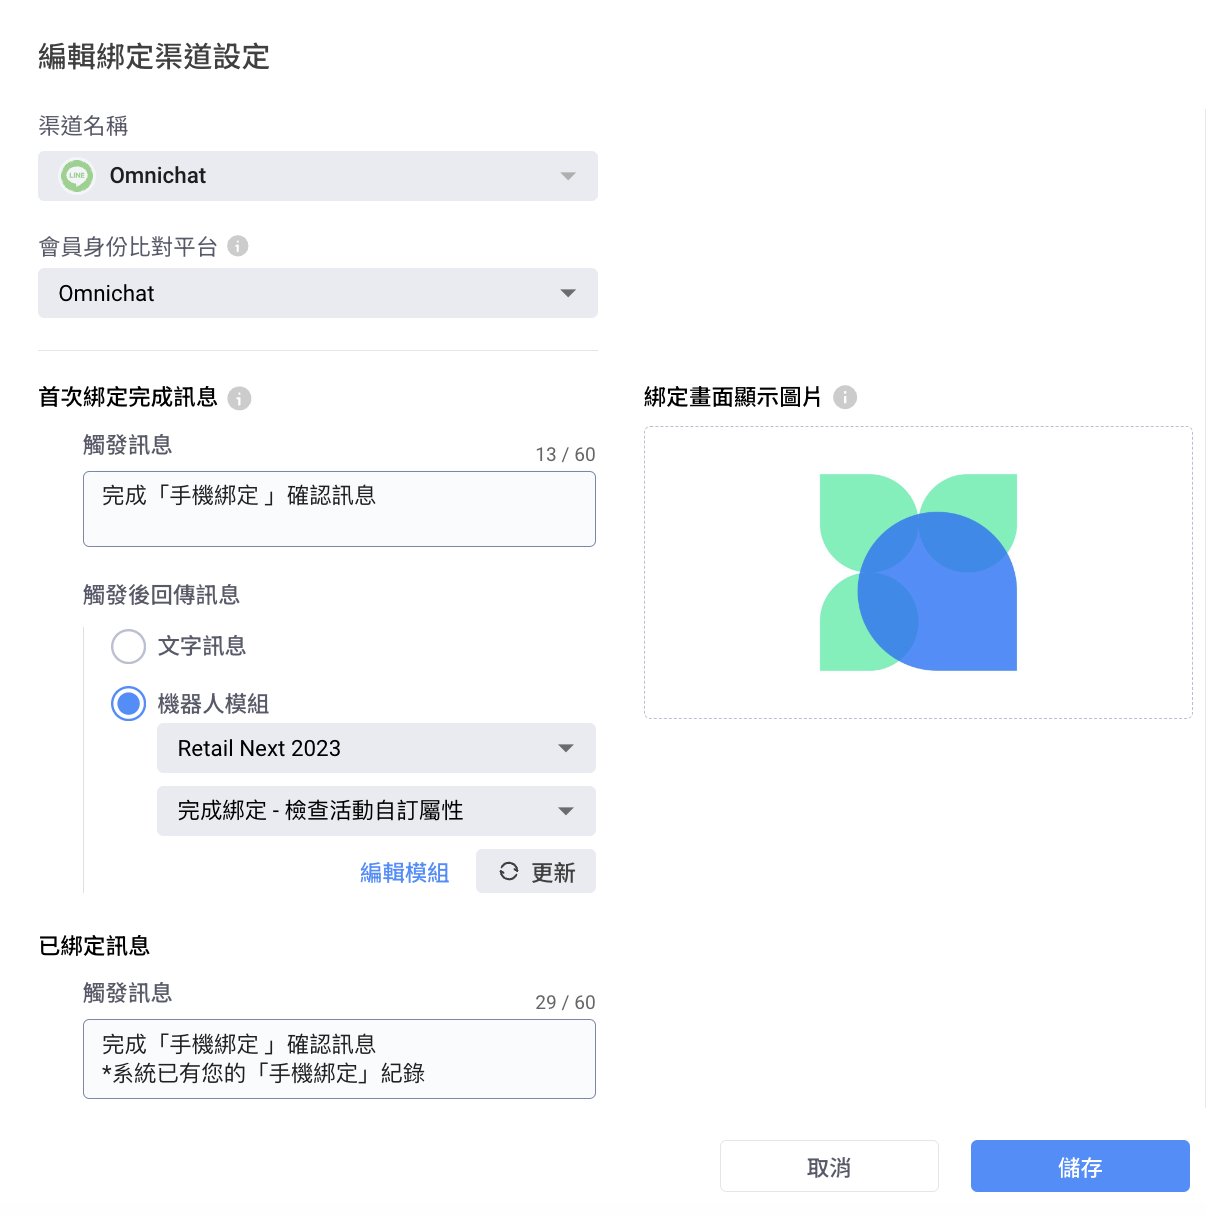 編輯綁定渠道設定
渠道名稱
LINE
Omnichat
會員身份比對平台
Omnichat
首次綁定完成訊息
觸發訊息
13 / 60
完成「手機綁定 」確認訊息
觸發後回傳訊息
文字訊息
機器人模組
Retail Next 2023
完成綁定 - 檢查活動自訂屬性
編輯模組
更新
已綁定訊息
觸發訊息
29 / 60
完成「手機綁定 」確認訊息
*系統已有您的「手機綁定」紀錄
綁定畫面顯示圖片
取消
儲存